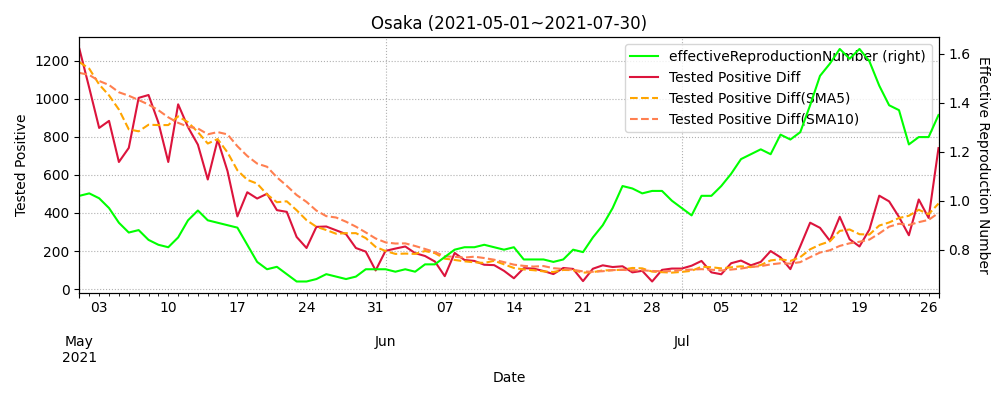 Osaka (2021-05-01~2021-07-30)
effectiveReproductionNumber (right)
Tested Positive Diff
Tested Positive Diff(SMA5)
Tested Positive Diff(SMA10)
Tested Positive
1200
1000
800
600
400
200
0
1.6
1.4
1.2
1.0
0.8
Effective Reproduction Number
03 10 17 24 31 07 14 21 28 05 12 19 26
May Jun Jul
2021
Date